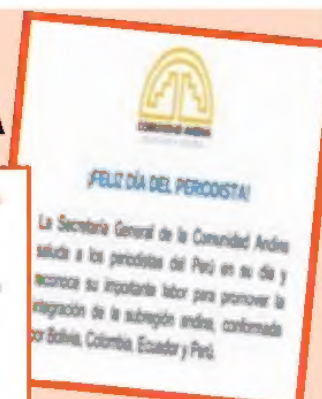 COMUNIDAD ANDINA
¡FELIZ DÍA DEL PERIODISTA!
La Secretaría General de la Comunidad Andina
saluda a los periodistas del Perú en su día y
reconoce su importante labor para promover la
integración de la subregión andina, conformada
por Bolivia, Colombia, Ecuador y Perú.